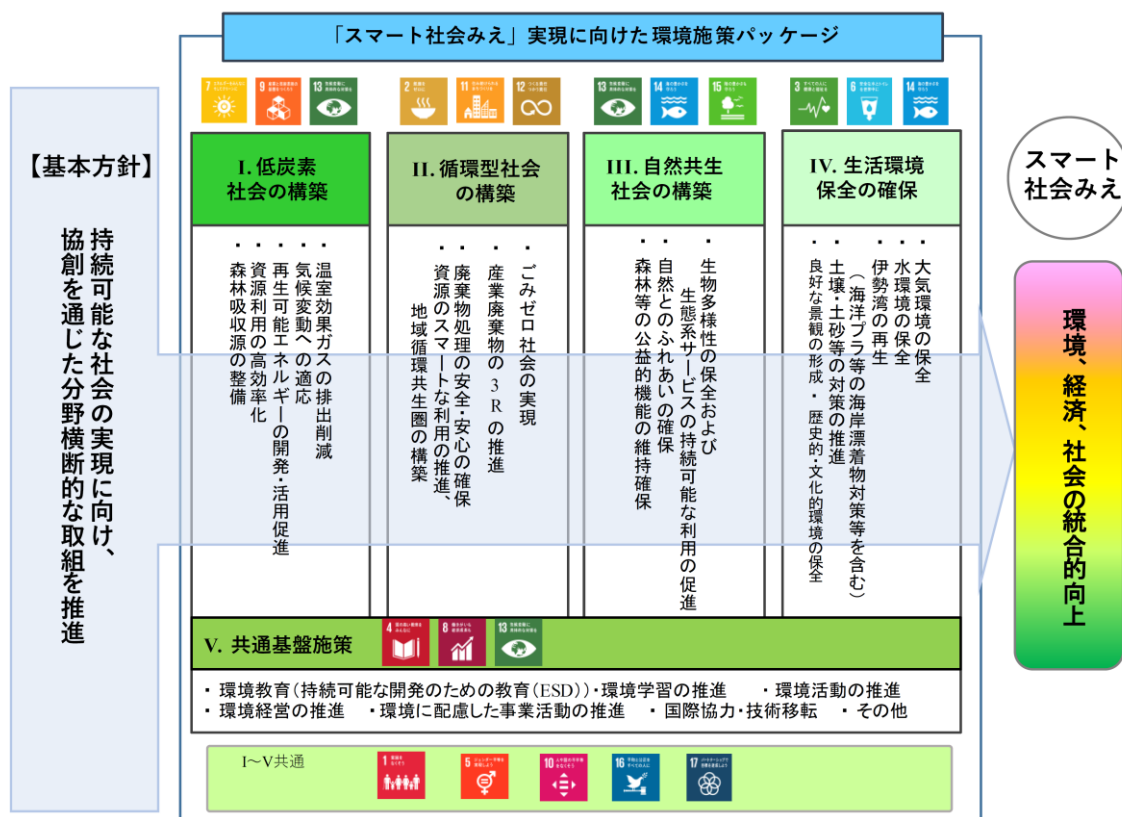 「スマート社会みえ」実現に向けた環境施策パッケージ
【基本方針】
持続可能な社会の実現に向け、
協創を通じた分野横断的な取組を推進
7
9
13
I. 低炭素
社会の構築
・温室効果ガスの排出削減
・気候変動への適応
・再生可能エネルギーの開発・活用促進
・資源利用の高効率化
・森林吸収源の整備
2
11
12
II. 循環型社会
の構築
・ごみゼロ社会の実現
・産業廃棄物の3Rの推進
・廃棄物処理の安全・安心の確保
・資源のスマートな利用の推進、
地域循環共生圏の構築
13
14
15
III. 自然共生
社会の構築
・生物多様性の保全および
生態系サービスの持続可能な利用の促進
・自然とのふれあいの確保
・森林等の公益的機能の維持確保
3
6
14
IV. 生活環境
保全の確保
・大気環境の保全
・水環境の保全
・伊勢湾の再生
（海洋プラ等の海岸漂着物対策等を含む）
・土壌・土砂等の対策の推進
・良好な景観の形成・歴史的・文化的環境の保全
V. 共通基盤施策
4
8
13
・環境教育(持続可能な開発のための教育(ESD))・環境学習の推進　・環境活動の推進
・環境経営の推進　・環境に配慮した事業活動の推進　・国際協力・技術移転　・その他
I～V共通
1
5
10
16
17
スマート
社会みえ
環境、経済、社会の統合的向上